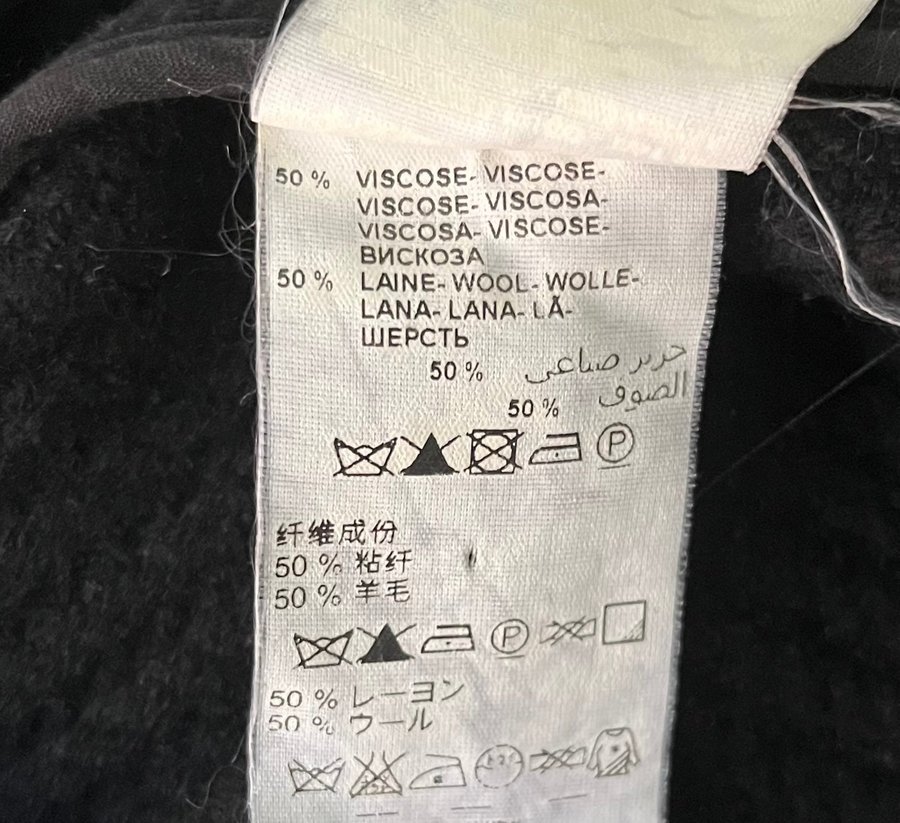 50 % VISCOSE- VISCOSE-
VISCOSE- VISCOSA-
VISCOSA- VISCOSE-
ВИСКОЗА
50 % LAINE- WOOL- WOLLE-
LANA- LANA- LÃ-
ШЕРСТЬ
50 % حرير صناعى
50 % الصوف
P
纤维成份
50 % 粘纤
50 % 羊毛
P
50 % レーヨン
50 % ウール